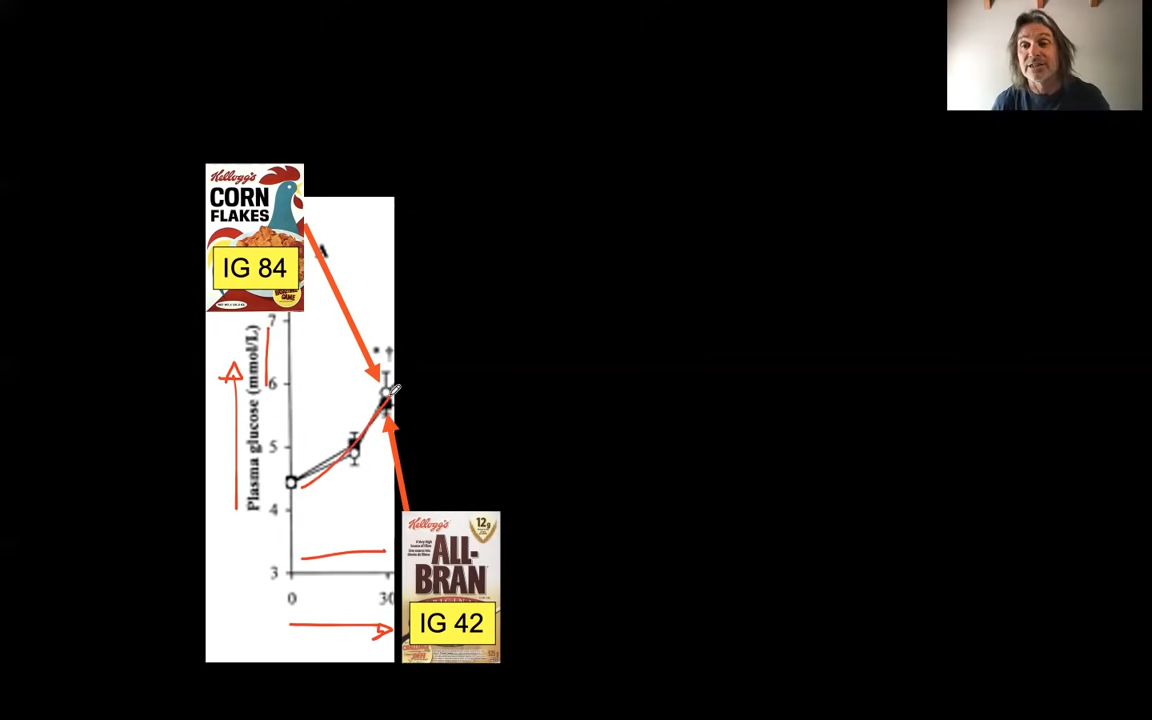 Kellogg's
CORN
FLAKES
IG 84
A
Plasma glucose (mmol/L)
7
* †
6
5
4
3
0
30
Kellogg's
12g
ALL-
BRAN
ORIGINAL
IG 42